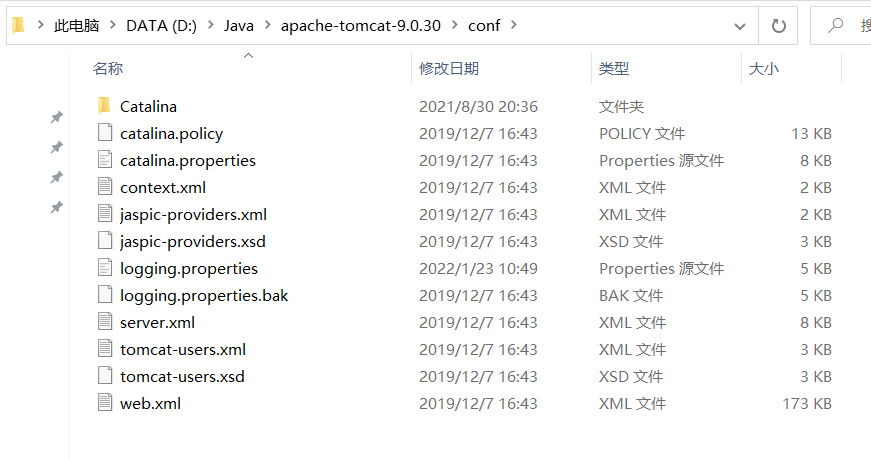 此电脑 DATA (D:) Java apache-tomcat-9.0.30 conf
名称 修改日期 类型 大小
Catalina 2021/8/30 20:36 文件夹
catalina.policy 2019/12/7 16:43 POLICY 文件 13 KB
catalina.properties 2019/12/7 16:43 Properties 源文件 8 KB
context.xml 2019/12/7 16:43 XML 文件 2 KB
jaspic-providers.xml 2019/12/7 16:43 XML 文件 2 KB
jaspic-providers.xsd 2019/12/7 16:43 XSD 文件 3 KB
logging.properties 2022/1/23 10:49 Properties 源文件 5 KB
logging.properties.bak 2019/12/7 16:43 BAK 文件 5 KB
server.xml 2019/12/7 16:43 XML 文件 8 KB
tomcat-users.xml 2019/12/7 16:43 XML 文件 3 KB
tomcat-users.xsd 2019/12/7 16:43 XSD 文件 3 KB
web.xml 2019/12/7 16:43 XML 文件 173 KB